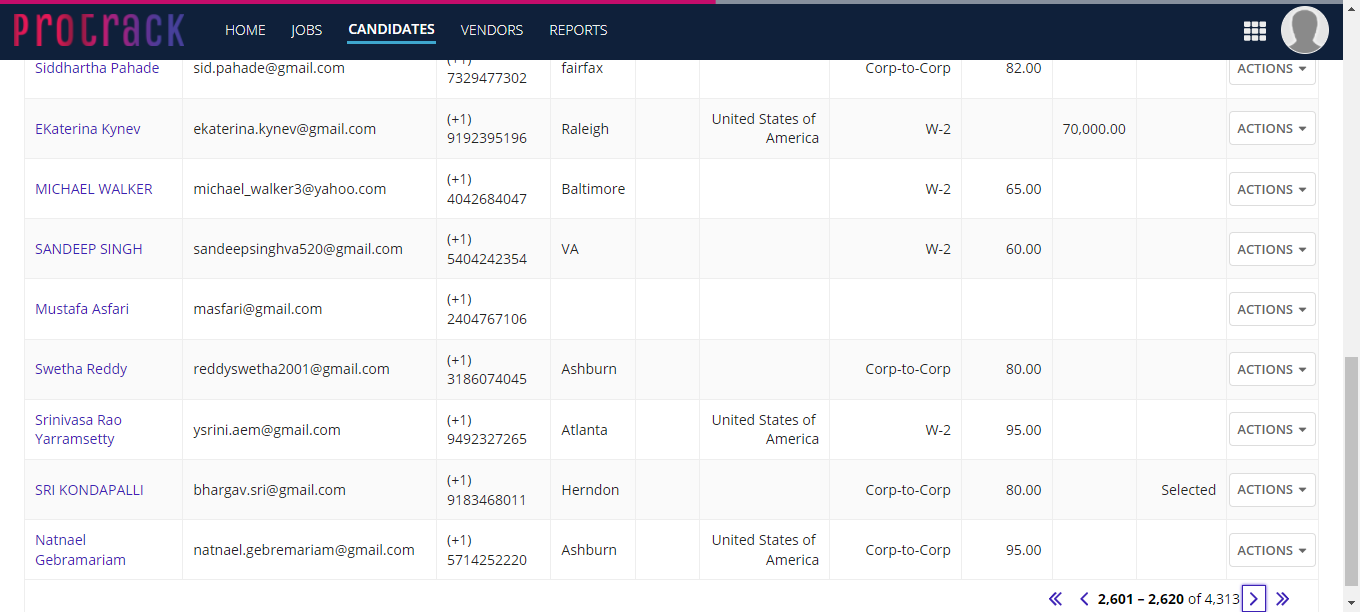 protrack HOME JOBS CANDIDATES VENDORS REPORTS
Siddhartha Pahade sid.pahade@gmail.com (+1) fairfax Corp-to-Corp 82.00 ACTIONS
7329477302
EKaterina Kynev ekaterina.kynev@gmail.com (+1) Raleigh United States of W-2 70,000.00 ACTIONS
9192395196 America
MICHAEL WALKER michael_walker3@yahoo.com (+1) Baltimore W-2 65.00 ACTIONS
4042684047
SANDEEP SINGH sandeepsinghva520@gmail.com (+1) VA W-2 60.00 ACTIONS
5404242354
Mustafa Asfari masfari@gmail.com (+1) ACTIONS
2404767106
Swetha Reddy reddyswetha2001@gmail.com (+1) Ashburn Corp-to-Corp 80.00 ACTIONS
3186074045
Srinivasa Rao ysrini.aem@gmail.com (+1) Atlanta United States of W-2 95.00 ACTIONS
Yarramsetty 9492327265 America
SRI KONDAPALLI bhargav.sri@gmail.com (+1) Herndon Corp-to-Corp 80.00 Selected ACTIONS
9183468011
Natnael natnael.gebremariam@gmail.com (+1) Ashburn United States of Corp-to-Corp 95.00 ACTIONS
Gebramariam 5714252220 America
2,601 – 2,620 of 4,313